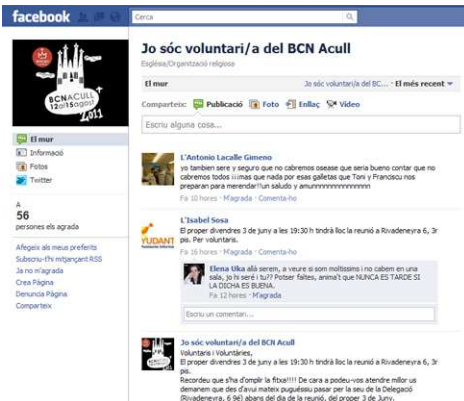 facebook
Cerca
BCNACULL
12al15agost
2011
Jo sóc voluntari/a del BCN Acull
Església/Organització religiosa
El mur
Jo sóc voluntari/a del BC... · El més recent
Comparteix: Publicació Foto Enllaç Vídeo
Escriu alguna cosa...
El mur
Informació
Fotos
Twitter
A
56
persones els agrada
Afegeix als meus preferits
Subscriu-t'hi mitjançant RSS
Ja no m'agrada
Crea Pàgina
Denuncia Pàgina
Comparteix
L'Antonio Lacalle Gimeno
yo tambien sere y seguro que no cabremos osease que seria bueno contar que no
cabremos todos iiimas que nada por esas galletas que Toni y Franciscu nos
preparan para merendar!!un saludo y amunnnnnnnnnnnnn
Fa 10 hores · M'agrada · Comenta-ho
L'Isabel Sosa
El proper divendres 3 de juny a les 19:30 h tindrà lloc la reunió a Rivadeneyra 6, 3r
pis. Per voluntaris.
Fa 16 hores · M'agrada · Comenta-ho
YUDANT
Elena Uka allà serem, a veure si som moltíssims i no cabem en una
sala, jo hi seré i tu?? Potser faltes, anima't que NUNCA ES TARDE SI
LA DICHA ES BUENA.
Fa 12 hores · M'agrada
Escriu un comentari...
Jo sóc voluntari/a del BCN Acull
Voluntaris i Voluntàries,
El proper divendres 3 de juny a les 19:30 h tindrà lloc la reunió a Rivadeneyra 6, 3r
pis.
Recordeu que s'ha d'omplir la fitxa!!!! De cara a podeu-vos atendre millor us
demanem que des d'avui mateix puguéssiu pasar per la seu de la Delegació
(Rivadeneyra, 6 9è) abans del dia de la reunió, del proper 3 de Juny.